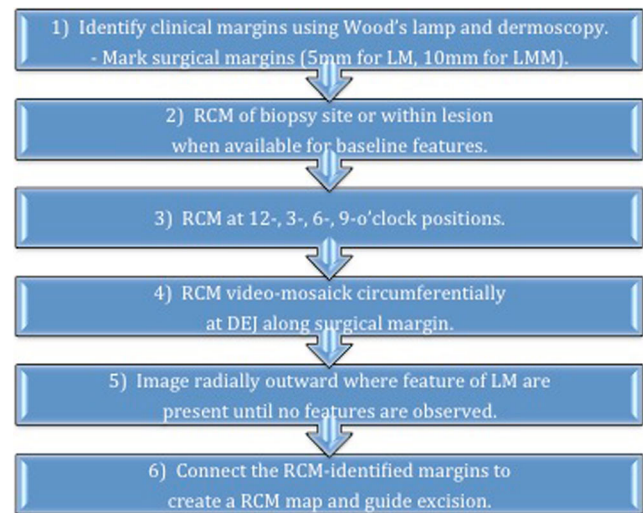 1) Identify clinical margins using Wood's lamp and dermoscopy.
- Mark surgical margins (5mm for LM, 10mm for LMM).
2) RCM of biopsy site or within lesion
when available for baseline features.
3) RCM at 12-, 3-, 6-, 9-o'clock positions.
4) RCM video-mosaick circumferentially
at DEJ along surgical margin.
5) Image radially outward where feature of LM are
present until no features are observed.
6) Connect the RCM-identified margins to
create a RCM map and guide excision.